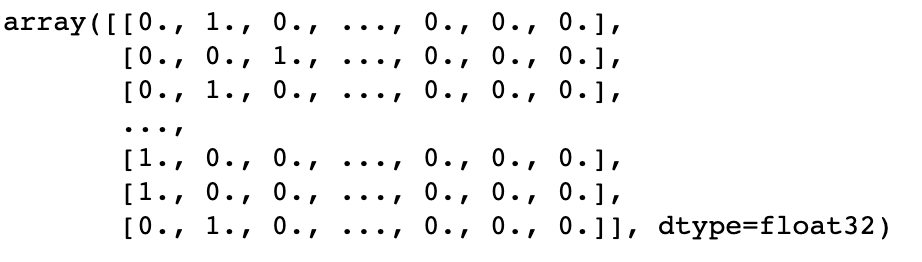 array([[0., 1., 0., ..., 0., 0., 0.],
[0., 0., 1., ..., 0., 0., 0.],
[0., 1., 0., ..., 0., 0., 0.],
...,
[1., 0., 0., ..., 0., 0., 0.],
[1., 0., 0., ..., 0., 0., 0.],
[0., 1., 0., ..., 0., 0., 0.]], dtype=float32)